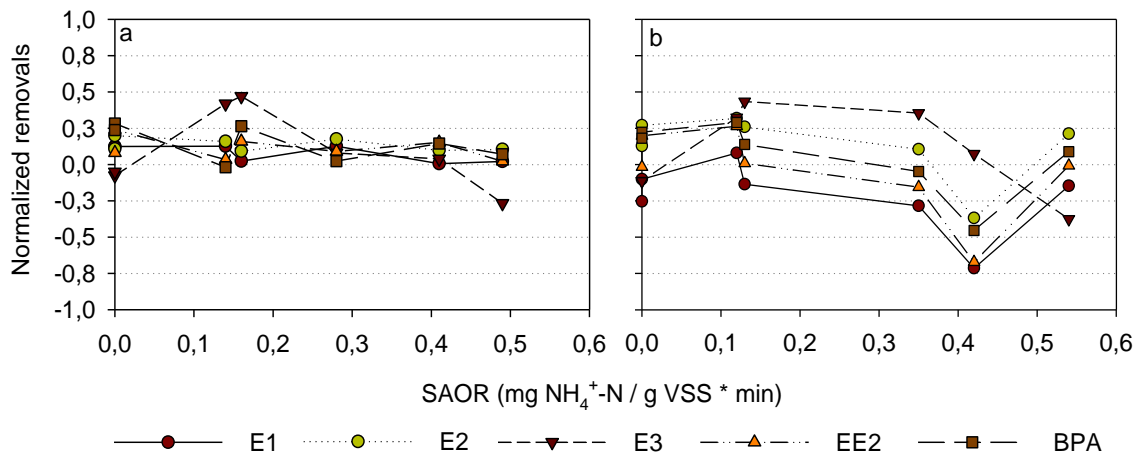 a
b
Normalized removals
1,0
0,8
0,5
0,3
0,0
-0,3
-0,5
-0,8
-1,0
0,0 0,1 0,2 0,3 0,4 0,5 0,6
0,0 0,1 0,2 0,3 0,4 0,5 0,6
SAOR (mg NH₄⁺-N / g VSS * min)
E1 E2 E3 EE2 BPA